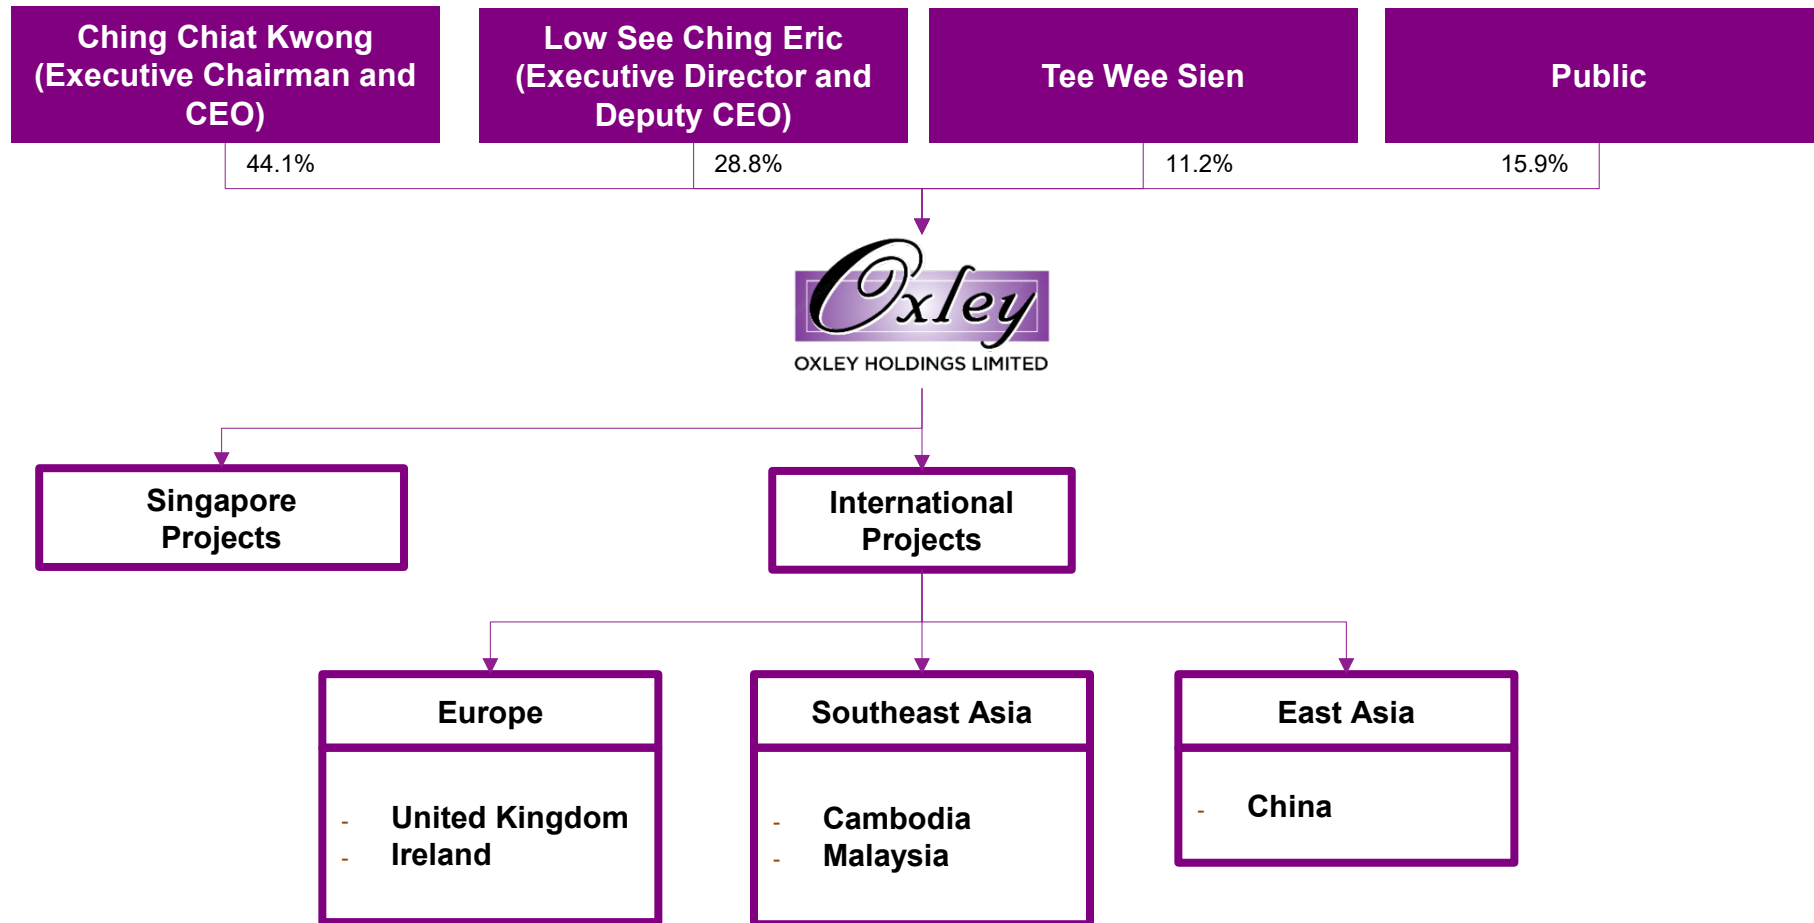 Ching Chiat Kwong
(Executive Chairman and
CEO)
Low See Ching Eric
(Executive Director and
Deputy CEO)
Tee Wee Sien
Public
44.1%
28.8%
11.2%
15.9%
Oxley
OXLEY HOLDINGS LIMITED
Singapore
Projects
International
Projects
Europe
- United Kingdom
- Ireland
Southeast Asia
- Cambodia
- Malaysia
East Asia
- China